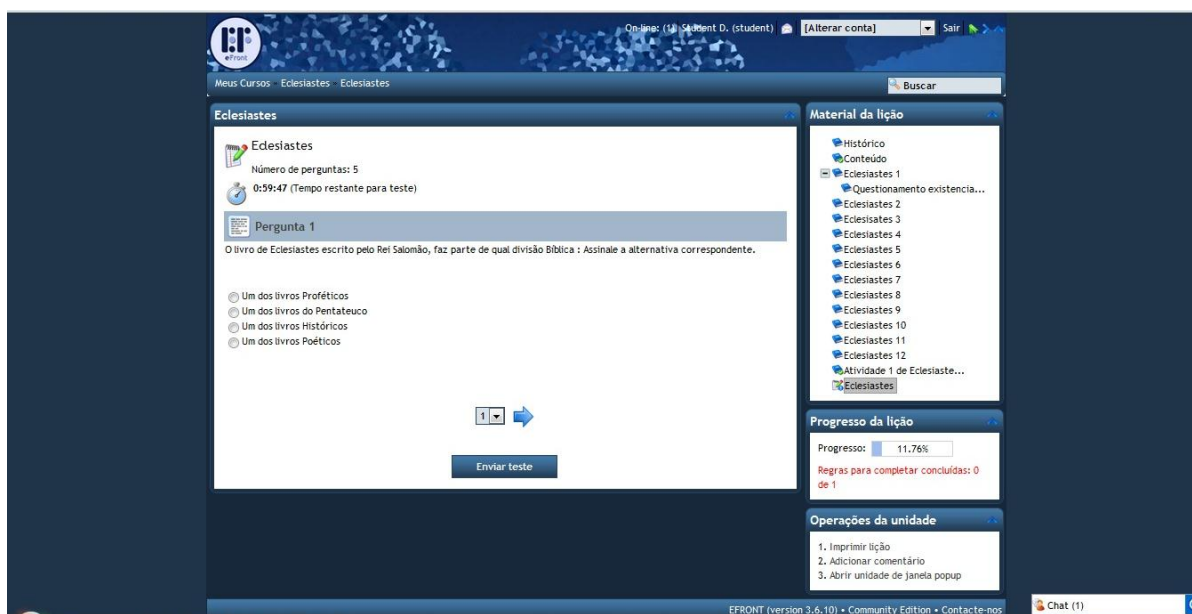 eFront
On-line: (1) Student D. (student)
[Alterar conta]
Sair
Meus Cursos Eclesiastes Eclesiastes
Buscar
Eclesiastes
Eclesiastes
Número de perguntas: 5
0:59:47 (Tempo restante para teste)
Pergunta 1
O livro de Eclesiastes escrito pelo Rei Salomão, faz parte de qual divisão Bíblica : Assinale a alternativa correspondente.
Um dos livros Proféticos
Um dos livros do Pentateuco
Um dos livros Históricos
Um dos livros Poéticos
1
Enviar teste
Material da lição
Histórico
Conteúdo
Eclesiastes 1
Questionamento existencia...
Eclesiastes 2
Eclesisates 3
Eclesiastes 4
Eclesiastes 5
Eclesiastes 6
Eclesiastes 7
Eclesiastes 8
Eclesiastes 9
Eclesiastes 10
Eclesiastes 11
Eclesiastes 12
Atividade 1 de Eclesiaste...
Eclesiastes
Progresso da lição
Progresso: 11.76%
Regras para completar concluídas: 0
de 1
Operações da unidade
1. Imprimir lição
2. Adicionar comentário
3. Abrir unidade de janela popup
EFRONT (version 3.6.10) • Community Edition • Contacte-nos
Chat (1)